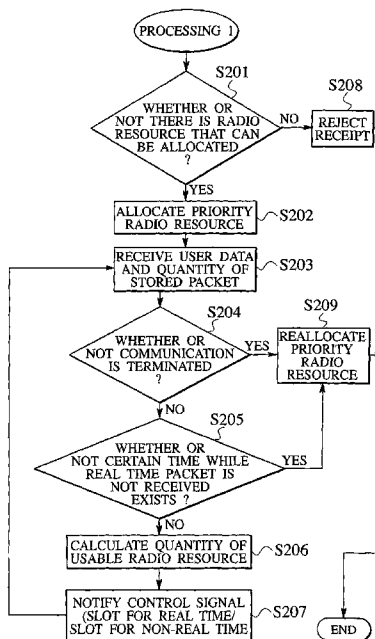 PROCESSING 1
S201
WHETHER OR
NOT THERE IS RADIO
RESOURCE THAT CAN
BE ALLOCATED
?
NO
S208
REJECT
RECEIPT
YES
ALLOCATE PRIORITY
RADIO RESOURCE
S202
RECEIVE USER DATA
AND QUANTITY OF
STORED PACKET
S203
S204
WHETHER OR
NOT COMMUNICATION
IS TERMINATED
?
YES
S209
REALLOCATE
PRIORITY
RADIO
RESOURCE
NO
S205
WHETHER OR
NOT CERTAIN TIME WHILE
REAL TIME PACKET IS
NOT RECEIVED
EXISTS ?
YES
NO
CALCULATE QUANTITY OF
USABLE RADIO RESOURCE
S206
NOTIFY CONTROL SIGNAL
(SLOT FOR REAL TIME/
SLOT FOR NON-REAL TIME
S207
END